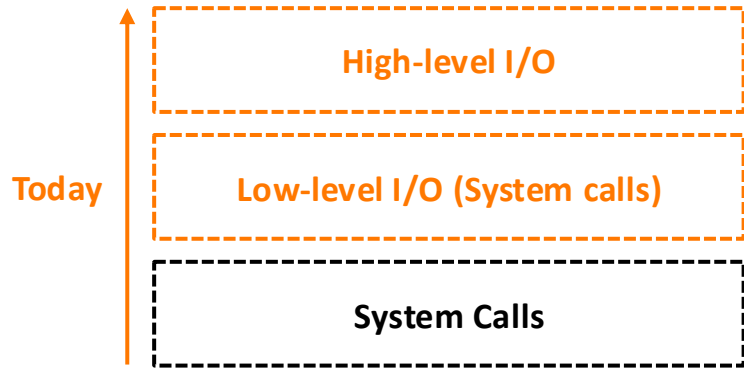 High-level I/O
Today
Low-level I/O (System calls)
System Calls